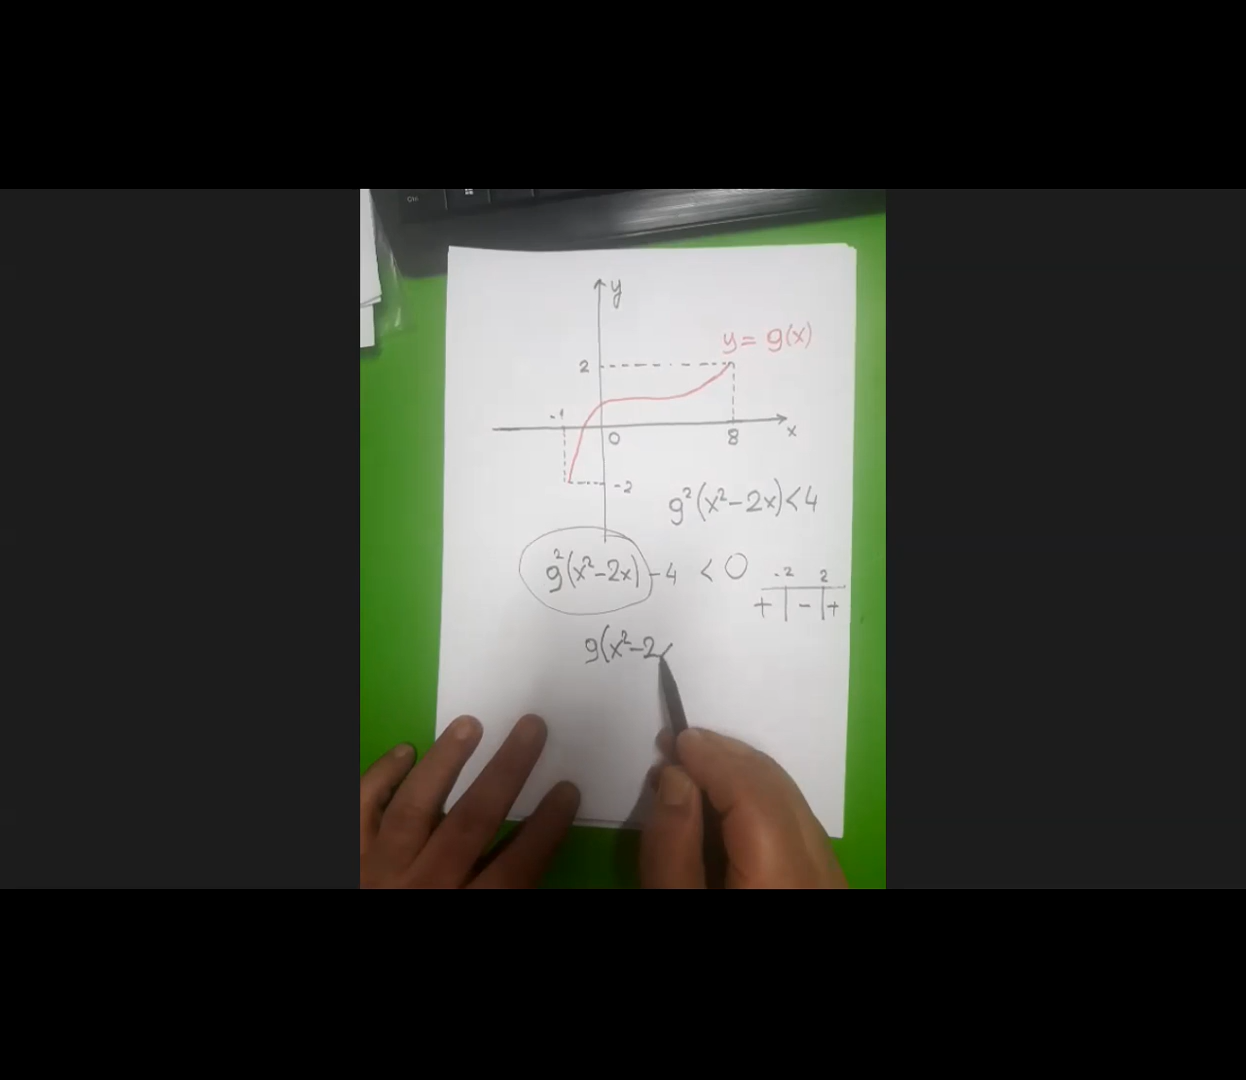 y
y = g(x)
2
-1
0
8
x
-2
g²(x²-2x)<4
g²(x²-2x)-4 < 0
-2 2
+ | - | +
g(x²-2